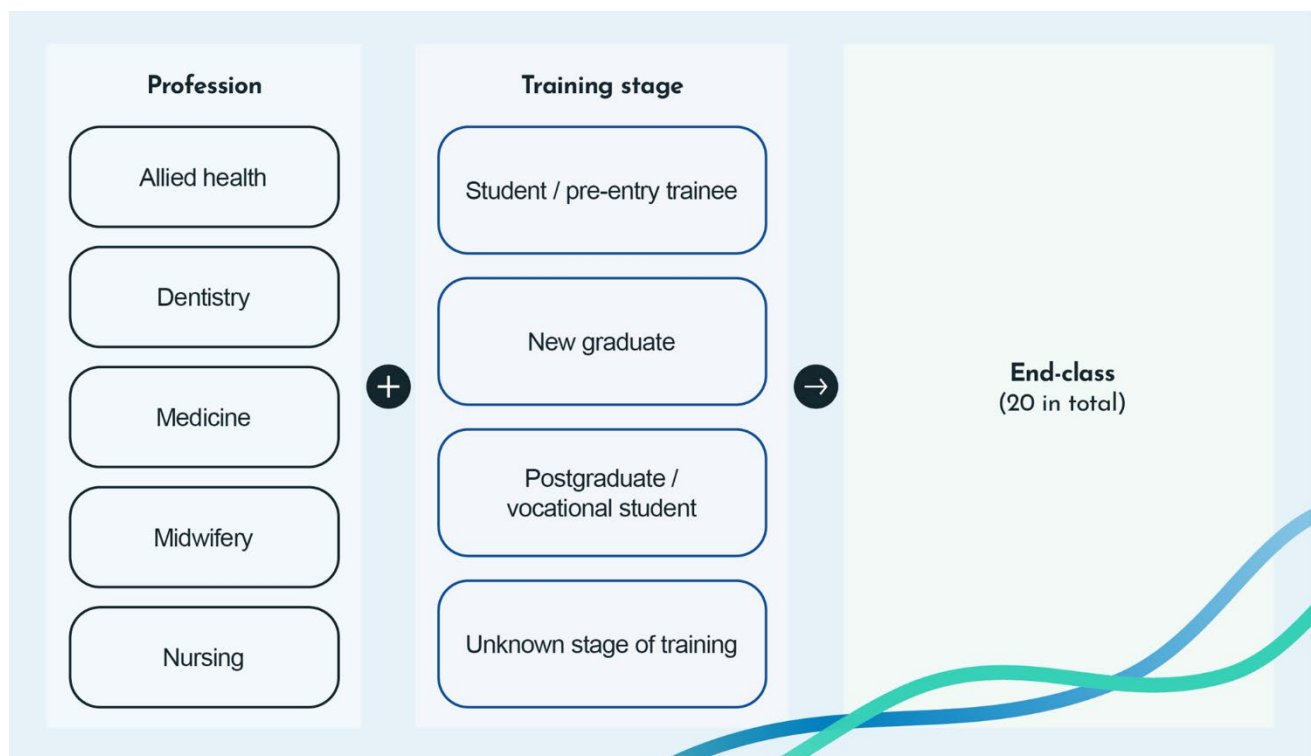 Profession
Allied health
Dentistry
Medicine
Midwifery
Nursing
+
Training stage
Student / pre-entry trainee
New graduate
Postgraduate /
vocational student
Unknown stage of training
→
End-class
(20 in total)